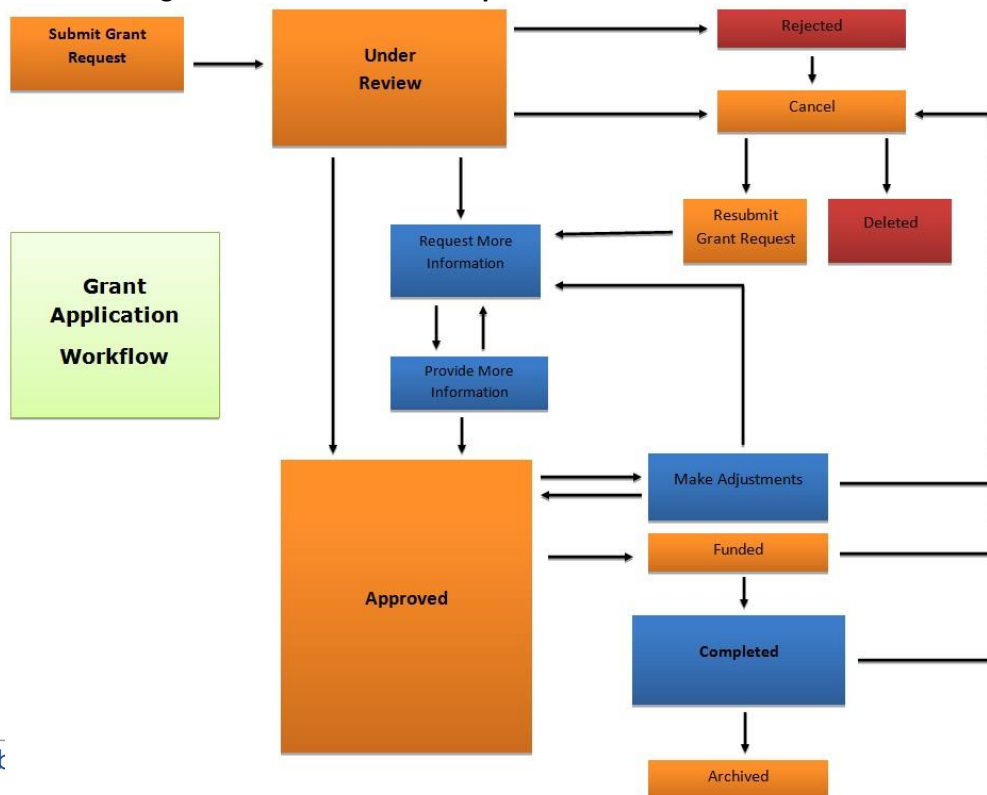 Submit Grant
Request
Under
Review
Rejected
Cancel
Resubmit
Grant Request
Deleted
Request More
Information
Grant
Application
Workflow
Provide More
Information
Make Adjustments
Funded
Approved
Completed
Archived